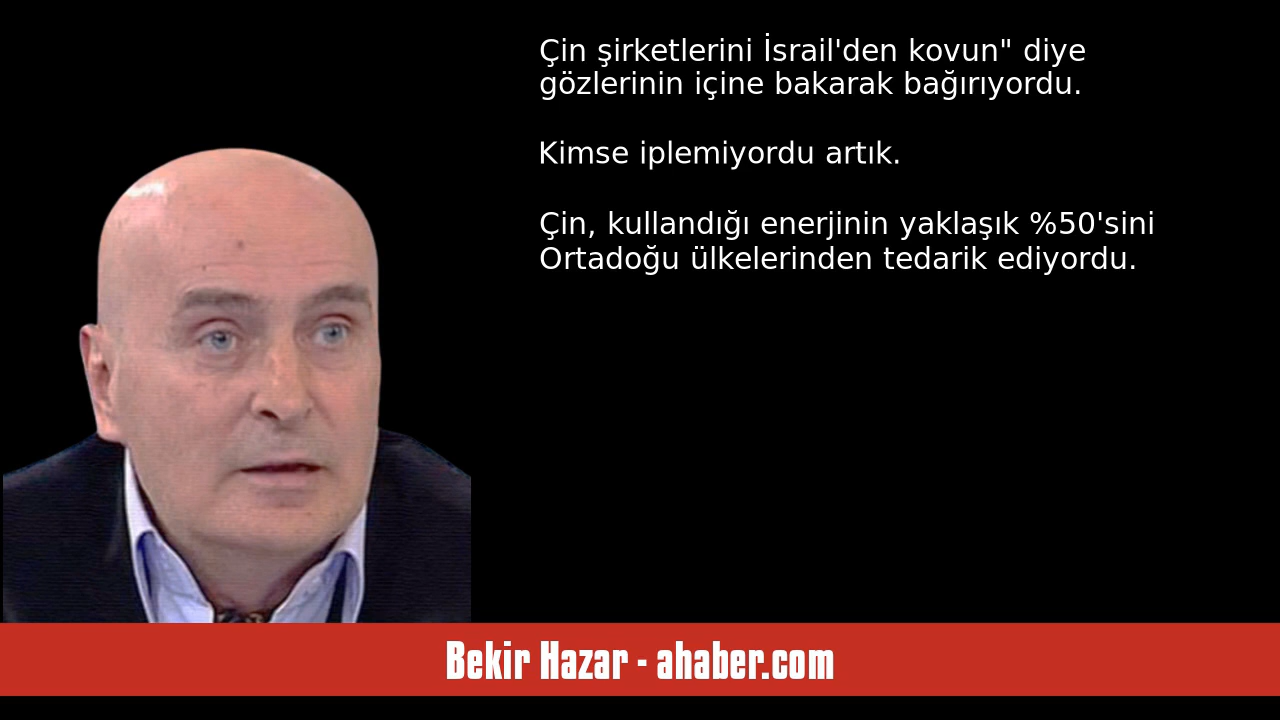 Çin şirketlerini İsrail'den kovun" diye
gözlerinin içine bakarak bağırıyordu.
Kimse iplemiyordu artık.
Çin, kullandığı enerjinin yaklaşık %50'sini
Ortadoğu ülkelerinden tedarik ediyordu.
Bekir Hazar - ahaber.com